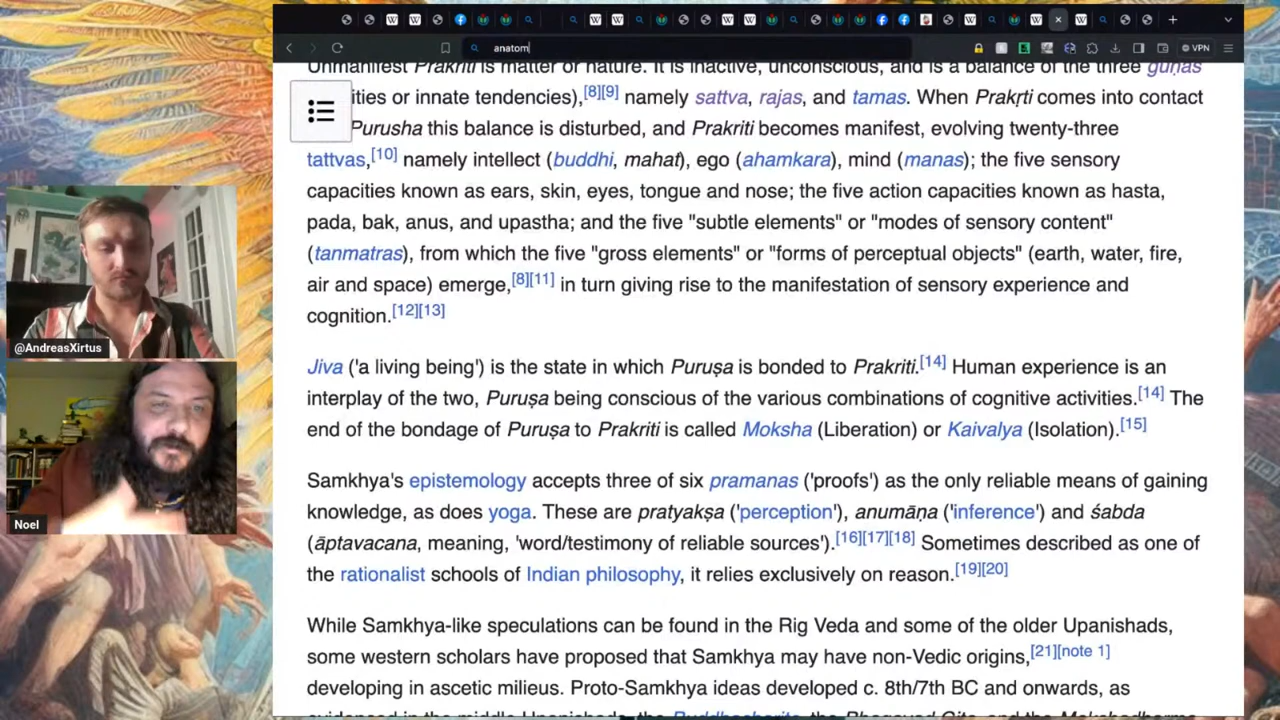 anatom
VPN
Unmanifest Prakriti is matter or nature. It is inactive, unconscious, and is a balance of the three guṇas
ities or innate tendencies),[8][9] namely sattva, rajas, and tamas. When Prakṛti comes into contact
Purusha this balance is disturbed, and Prakriti becomes manifest, evolving twenty-three
tattvas,[10] namely intellect (buddhi, mahat), ego (ahamkara), mind (manas); the five sensory
capacities known as ears, skin, eyes, tongue and nose; the five action capacities known as hasta,
pada, bak, anus, and upastha; and the five "subtle elements" or "modes of sensory content"
(tanmatras), from which the five "gross elements" or "forms of perceptual objects" (earth, water, fire,
air and space) emerge,[8][11] in turn giving rise to the manifestation of sensory experience and
cognition.[12][13]
Jiva ('a living being') is the state in which Puruṣa is bonded to Prakriti.[14] Human experience is an
interplay of the two, Puruṣa being conscious of the various combinations of cognitive activities.[14] The
end of the bondage of Puruṣa to Prakriti is called Moksha (Liberation) or Kaivalya (Isolation).[15]
Samkhya's epistemology accepts three of six pramanas ('proofs') as the only reliable means of gaining
knowledge, as does yoga. These are pratyakṣa ('perception'), anumāṇa ('inference') and śabda
(āptavacana, meaning, 'word/testimony of reliable sources').[16][17][18] Sometimes described as one of
the rationalist schools of Indian philosophy, it relies exclusively on reason.[19][20]
While Samkhya-like speculations can be found in the Rig Veda and some of the older Upanishads,
some western scholars have proposed that Samkhya may have non-Vedic origins,[21][note 1]
developing in ascetic milieus. Proto-Samkhya ideas developed c. 8th/7th BC and onwards, as
evidenced in the middle Upanishads, the Buddhacharita, the Bhagavad Gita, and the Mokshadharma
@AndreasXirtus
Noel